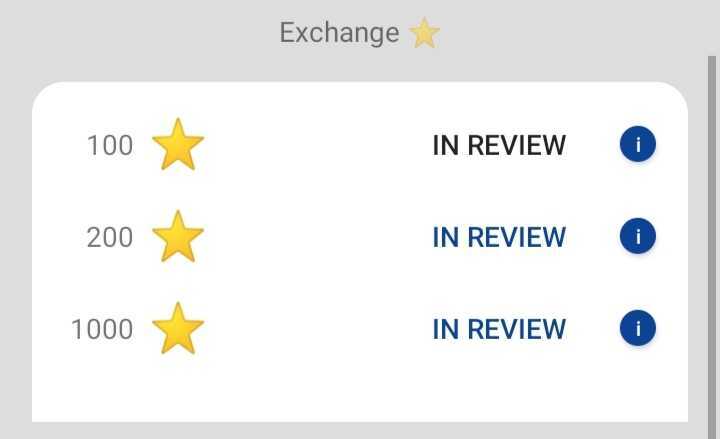 Exchange ⭐
100 ⭐ IN REVIEW i
200 ⭐ IN REVIEW i
1000 ⭐ IN REVIEW i